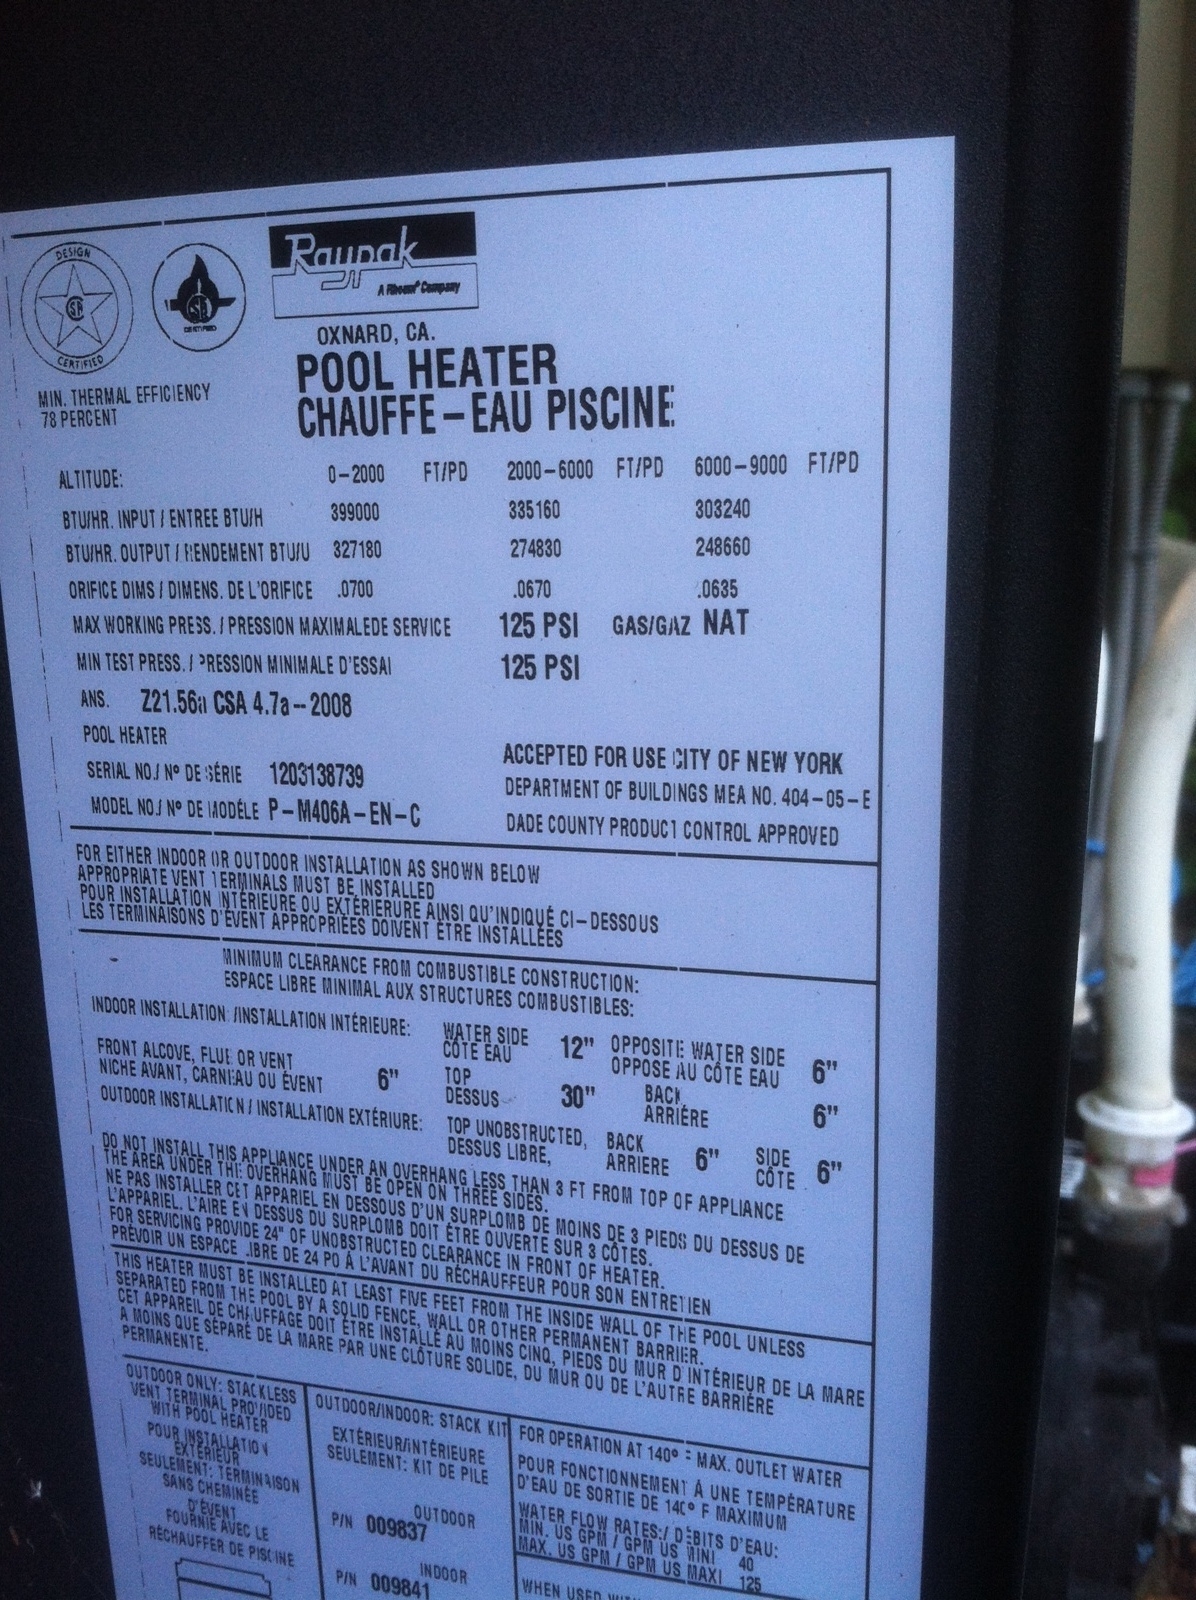 DESIGN
CERTIFIED
Raypak
A Rheem Company
OXNARD, CA.
POOL HEATER
CHAUFFE-EAU PISCINE
MIN. THERMAL EFFICIENCY
78 PERCENT
ALTITUDE: 0-2000 FT/PD 2000-6000 FT/PD 6000-9000 FT/PD
BTU/HR. INPUT / ENTREE BTU/H 399000 335160 303240
BTU/HR. OUTPUT / RENDEMENT BTU/U 327180 274830 248660
ORIFICE DIMS / DIMENS. DE L'ORIFICE .0700 .0670 .0635
MAX WORKING PRESS. / PRESSION MAXIMALEDE SERVICE 125 PSI GAS/GAZ NAT
MIN TEST PRESS. / PRESSION MINIMALE D'ESSAI 125 PSI
ANS. Z21.56a CSA 4.7a-2008
POOL HEATER
SERIAL NO./ Nº DE SÉRIE 1203138739
MODEL NO./ Nº DE MODÉLE P-M406A-EN-C
ACCEPTED FOR USE CITY OF NEW YORK
DEPARTMENT OF BUILDINGS MEA NO. 404-05-E
DADE COUNTY PRODUCT CONTROL APPROVED
FOR EITHER INDOOR OR OUTDOOR INSTALLATION AS SHOWN BELOW
APPROPRIATE VENT TERMINALS MUST BE INSTALLED
POUR INSTALLATION INTÉRIEURE OU EXTÉRIERURE AINSI QU'INDIQUÉ CI-DESSOUS
LES TERMINAISONS D'ÉVENT APPROPRIÉES DOIVENT ÊTRE INSTALLÉES
MINIMUM CLEARANCE FROM COMBUSTIBLE CONSTRUCTION:
ESPACE LIBRE MINIMAL AUX STRUCTURES COMBUSTIBLES:
INDOOR INSTALLATION /INSTALLATION INTÉRIEURE: WATER SIDE 12" OPPOSITE WATER SIDE 6"
CÔTE EAU OPPOSE AU CÔTE EAU
FRONT ALCOVE, FLUE OR VENT 6" TOP 30" BACK 6"
NICHE AVANT, CARNEAU OU ÉVENT DESSUS ARRIÉRE
OUTDOOR INSTALLATION / INSTALLATION EXTÉRIURE: TOP UNOBSTRUCTED, BACK 6" SIDE 6"
DESSUS LIBRE, ARRIERE CÔTE
DO NOT INSTALL THIS APPLIANCE UNDER AN OVERHANG LESS THAN 3 FT FROM TOP OF APPLIANCE
THE AREA UNDER THE OVERHANG MUST BE OPEN ON THREE SIDES.
NE PAS INSTALLER CET APPAREIL EN DESSOUS D'UN SURPLOMB DE MOINS DE 3 PIEDS DU DESSUS DE
L'APPAREIL. L'AIRE EN DESSUS DU SURPLOMB DOIT ÊTRE OUVERTE SUR 3 CÔTES.
FOR SERVICING PROVIDE 24" OF UNOBSTRUCTED CLEARANCE IN FRONT OF HEATER.
PRÉVOIR UN ESPACE LIBRE DE 24 PO À L'AVANT DU RÉCHAUFFEUR POUR SON ENTRETIEN
THIS HEATER MUST BE INSTALLED AT LEAST FIVE FEET FROM THE INSIDE WALL OF THE POOL UNLESS
SEPARATED FROM THE POOL BY A SOLID FENCE, WALL OR OTHER PERMANENT BARRIER.
CET APPAREIL DE CHAUFFAGE DOIT ÊTRE INSTALLÉ AU MOINS CINQ, PIEDS DU MUR D'INTÉRIEUR DE LA MARE
A MOINS QUE SÉPARÉ DE LA MARE PAR UNE CLÔTURE SOLIDE, DU MUR OU DE L'AUTRE BARRIÈRE
PERMANENTE.
OUTDOOR ONLY: STACKLESS
VENT TERMINAL PROVIDED
WITH POOL HEATER
POUR INSTALLATION
EXTÉRIEUR
SEULEMENT: TERMINAISON
SANS CHEMINÉE
D'ÉVENT
FOURNIE AVEC LE
RÉCHAUFFER DE PISCINE
OUTDOOR/INDOOR: STACK KIT
EXTÉRIEUR/INTÉRIEURE
SEULEMENT: KIT DE PILE
OUTDOOR
P/N 009837
INDOOR
P/N 009841
FOR OPERATION AT 140º F MAX. OUTLET WATER
POUR FONCTIONNEMENT À UNE TEMPÉRATURE
D'EAU DE SORTIE DE 140º F MAXIMUM
WATER FLOW RATES:/ DÉBITS D'EAU:
MIN. US GPM / GPM US MINI 40
MAX. US GPM / GPM US MAXI 125
WHEN USED